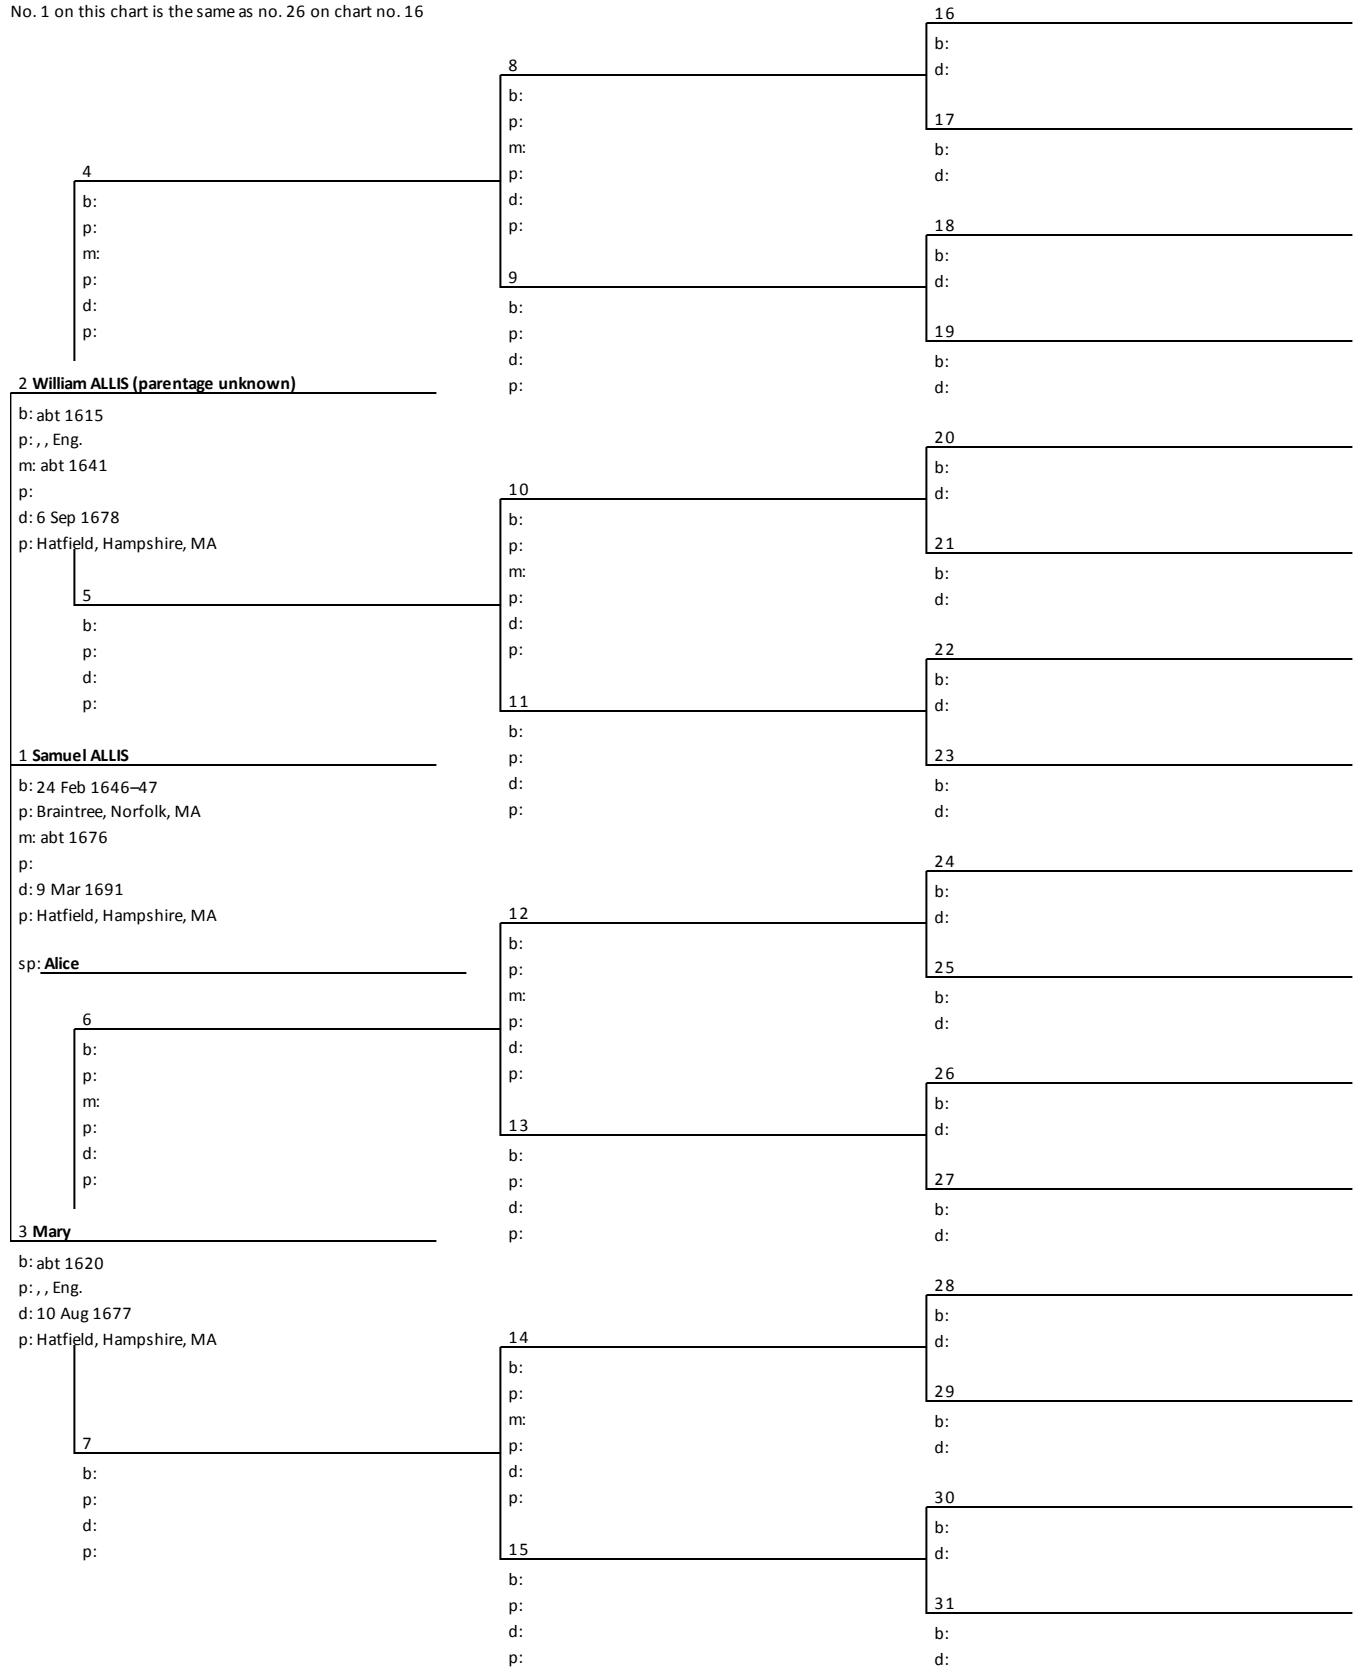 No. 1 on this chart is the same as no. 26 on chart no. 16
2 William ALLIS (parentage unknown)
b: abt 1615
p: , , Eng.
m: abt 1641
p:
d: 6 Sep 1678
p: Hatfield, Hampshire, MA
1 Samuel ALLIS
b: 24 Feb 1646–47
p: Braintree, Norfolk, MA
m: abt 1676
p:
d: 9 Mar 1691
p: Hatfield, Hampshire, MA
sp: Alice
3 Mary
b: abt 1620
p: , , Eng.
d: 10 Aug 1677
p: Hatfield, Hampshire, MA
4
b:
p:
m:
p:
d:
p:
5
b:
p:
d:
p:
6
b:
p:
m:
p:
d:
p:
7
b:
p:
d:
p:
8
b:
p:
m:
p:
d:
p:
9
b:
p:
d:
p:
10
b:
p:
m:
p:
d:
p:
11
b:
p:
d:
p:
12
b:
p:
m:
p:
d:
p:
13
b:
p:
d:
p:
14
b:
p:
m:
p:
d:
p:
15
b:
p:
d:
p:
16
b:
d:
17
b:
d:
18
b:
d:
19
b:
d:
20
b:
d:
21
b:
d:
22
b:
d:
23
b:
d:
24
b:
d:
25
b:
d:
26
b:
d:
27
b:
d:
28
b:
d:
29
b:
d:
30
b:
d:
31
b:
d: